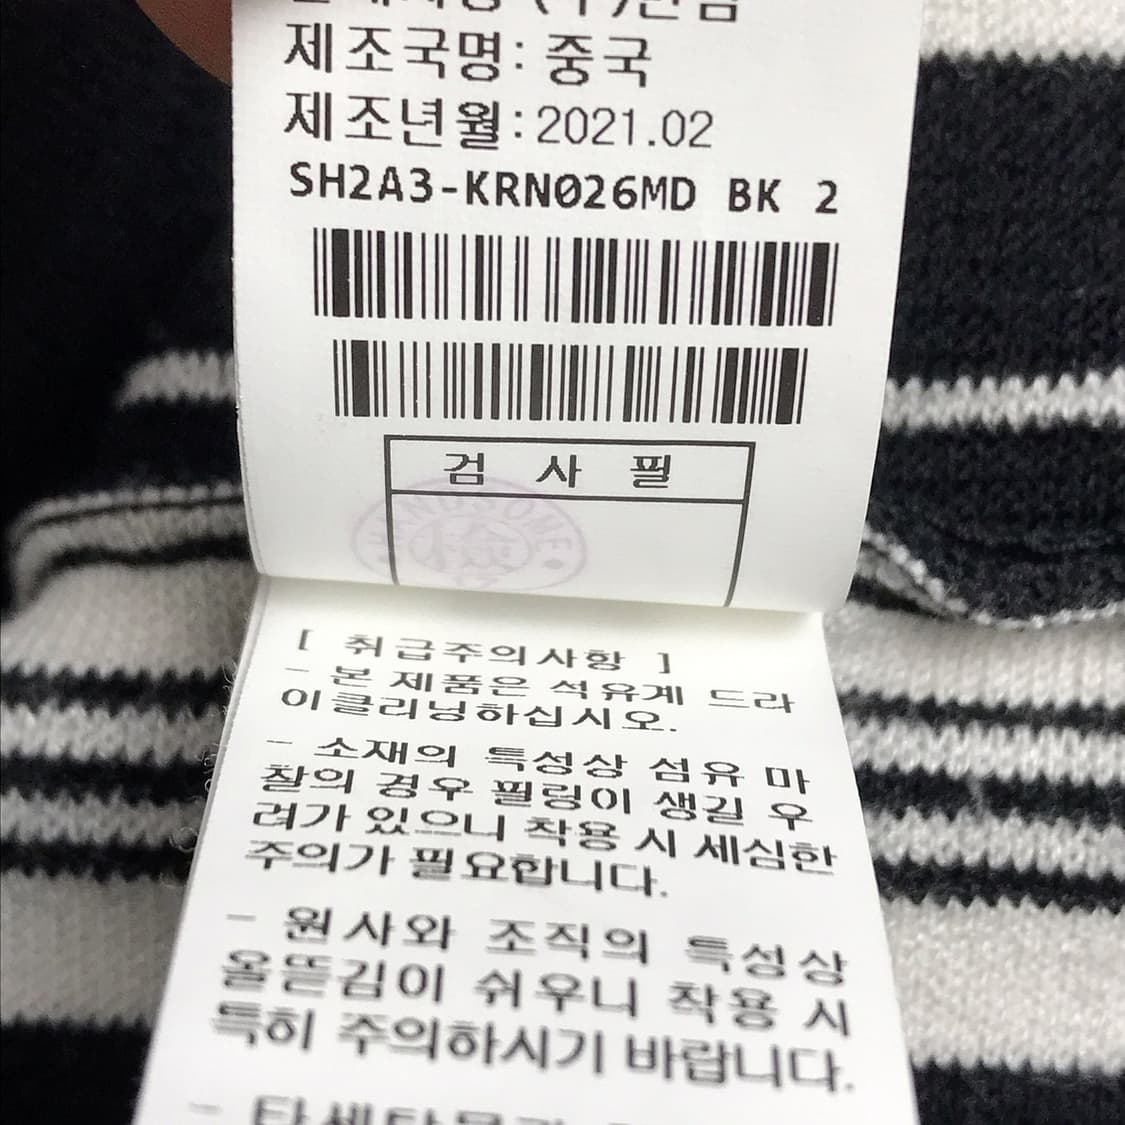 제조국명: 중국
제조년월:2021.02
SH2A3-KRN026MD BK 2
검 사 필
HANDSOME
[ 취급주의사항 ]
- 본 제품은 석유계 드라
이클리닝하십시오.
- 소재의 특성상 섬유 마
찰의 경우 필링이 생길 우
려가 있으니 착용 시 세심한
주의가 필요합니다.
- 원사와 조직의 특성상
올뜯김이 쉬우니 착용 시
특히 주의하시기 바랍니다.